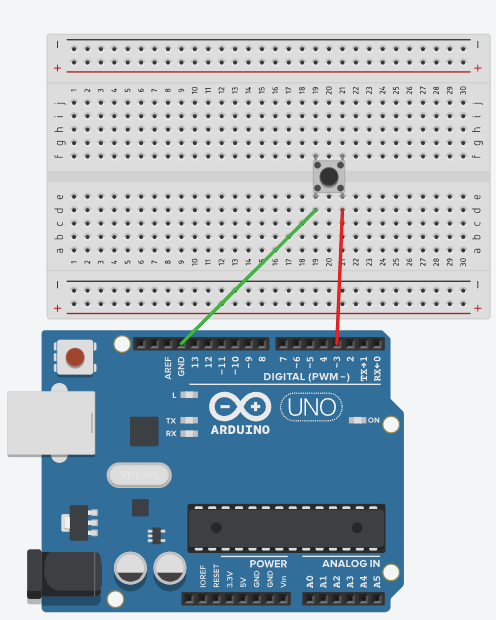 − −
+ +
1 2 3 4 5 6 7 8 9 10 11 12 13 14 15 16 17 18 19 20 21 22 23 24 25 26 27 28 29 30
j j
i i
h h
g g
f f
e e
d d
c c
b b
a a
1 2 3 4 5 6 7 8 9 10 11 12 13 14 15 16 17 18 19 20 21 22 23 24 25 26 27 28 29 30
− −
+ +
AREF GND 13 12 ~11 ~10 ~9 8 7 ~6 ~5 4 ~3 2 TX→1 RX←0
DIGITAL (PWM~)
L
TX
RX
UNO
ON
ARDUINO
POWER ANALOG IN
IOREF RESET 3.3V 5V GND GND Vin A0 A1 A2 A3 A4 A5